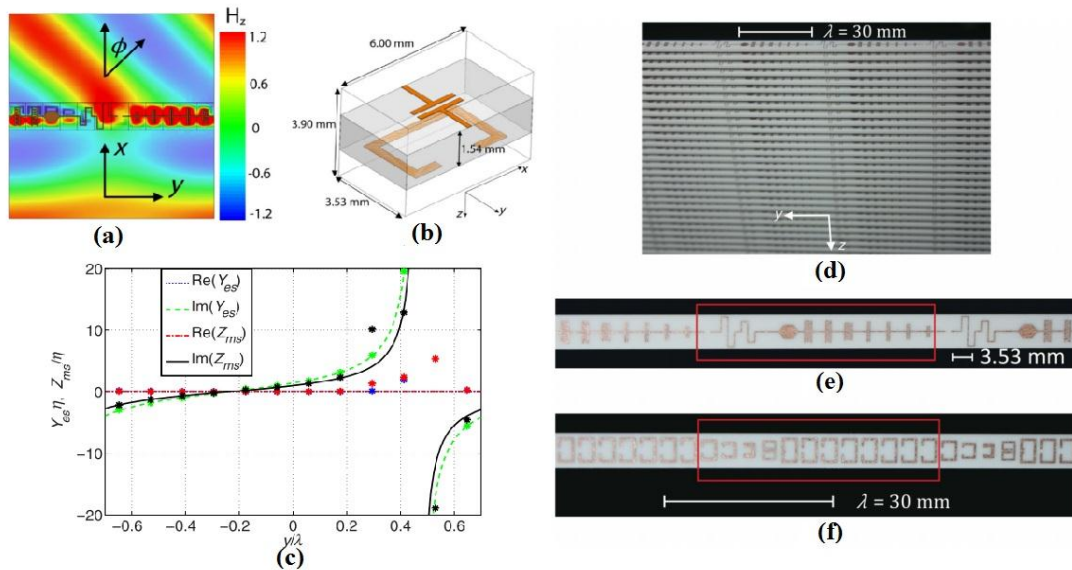 H_z
1.2
0.6
0
-0.6
-1.2
ϕ
x
y
(a)
6.00 mm
3.90 mm
1.54 mm
3.53 mm
x
y
z
(b)
20
10
0
−10
−20
Re(Y_es)
Im(Y_es)
Re(Z_ms)
Im(Z_ms)
Y_es η, Z_ms/η
−0.6 −0.4 −0.2 0 0.2 0.4 0.6
y/λ
(c)
λ = 30 mm
y
z
(d)
3.53 mm
(e)
λ = 30 mm
(f)